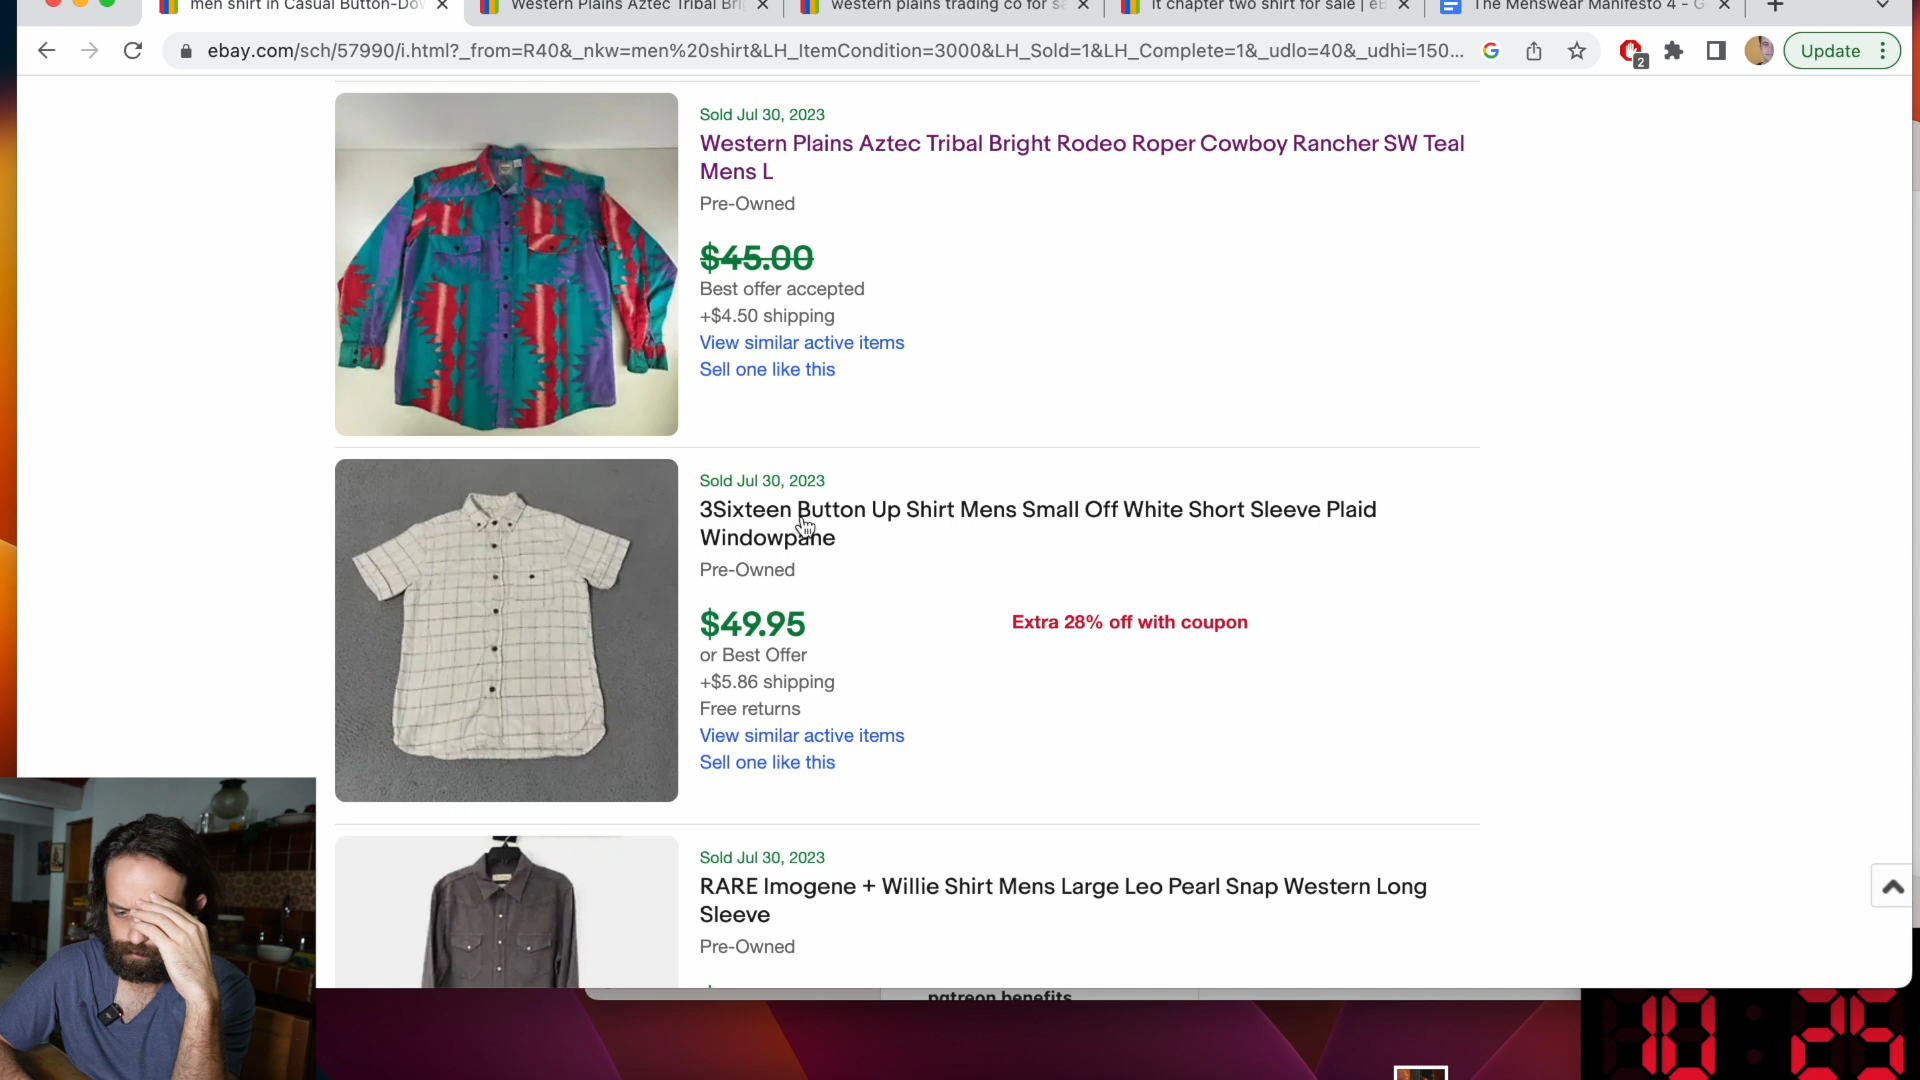 men shirt in Casual Button-Do
Western Plains Aztec Tribal Bri
western plains trading co for sa
it chapter two shirt for sale | eB
The Menswear Manifesto 4 - G
ebay.com/sch/57990/i.html?_from=R40&_nkw=men%20shirt&LH_ItemCondition=3000&LH_Sold=1&LH_Complete=1&_udlo=40&_udhi=150...
2
Update
Sold Jul 30, 2023
Western Plains Aztec Tribal Bright Rodeo Roper Cowboy Rancher SW Teal
Mens L
Pre-Owned
$45.00
Best offer accepted
+$4.50 shipping
View similar active items
Sell one like this
Sold Jul 30, 2023
3Sixteen Button Up Shirt Mens Small Off White Short Sleeve Plaid
Windowpane
Pre-Owned
$49.95
Extra 28% off with coupon
or Best Offer
+$5.86 shipping
Free returns
View similar active items
Sell one like this
Sold Jul 30, 2023
RARE Imogene + Willie Shirt Mens Large Leo Pearl Snap Western Long
Sleeve
Pre-Owned
patreon benefits
10:25